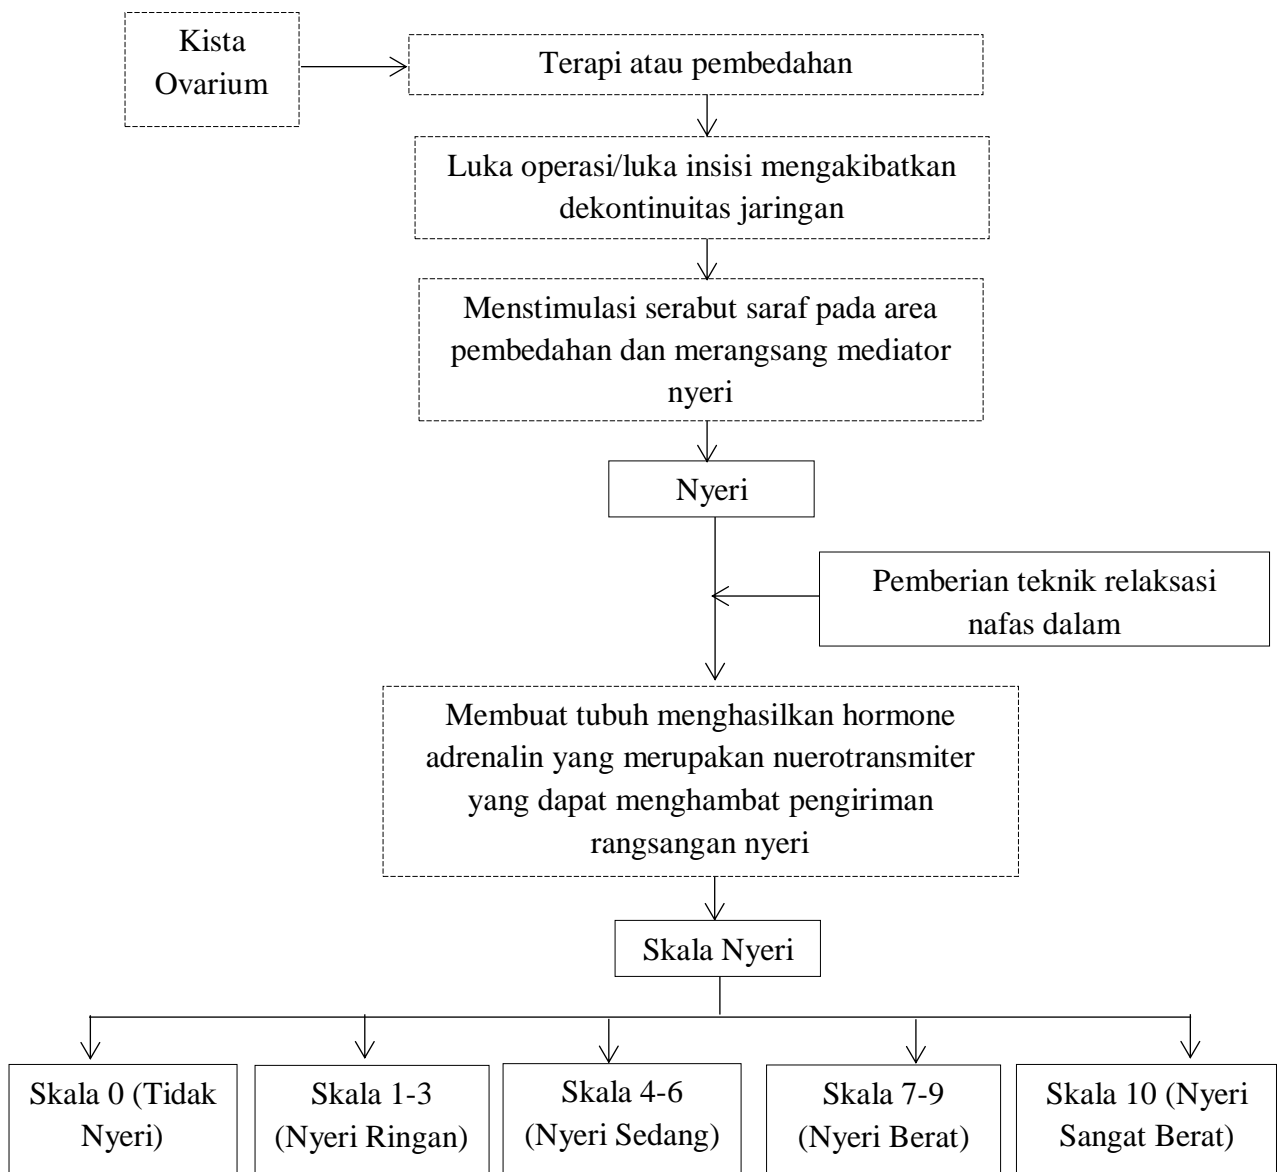 Kista
Ovarium
Terapi atau pembedahan
Luka operasi/luka insisi mengakibatkan
dekontinuitas jaringan
Menstimulasi serabut saraf pada area
pembedahan dan merangsang mediator
nyeri
Nyeri
Pemberian teknik relaksasi
nafas dalam
Membuat tubuh menghasilkan hormone
adrenalin yang merupakan nuerotransmiter
yang dapat menghambat pengiriman
rangsangan nyeri
Skala Nyeri
Skala 0 (Tidak
Nyeri)
Skala 1-3
(Nyeri Ringan)
Skala 4-6
(Nyeri Sedang)
Skala 7-9
(Nyeri Berat)
Skala 10 (Nyeri
Sangat Berat)